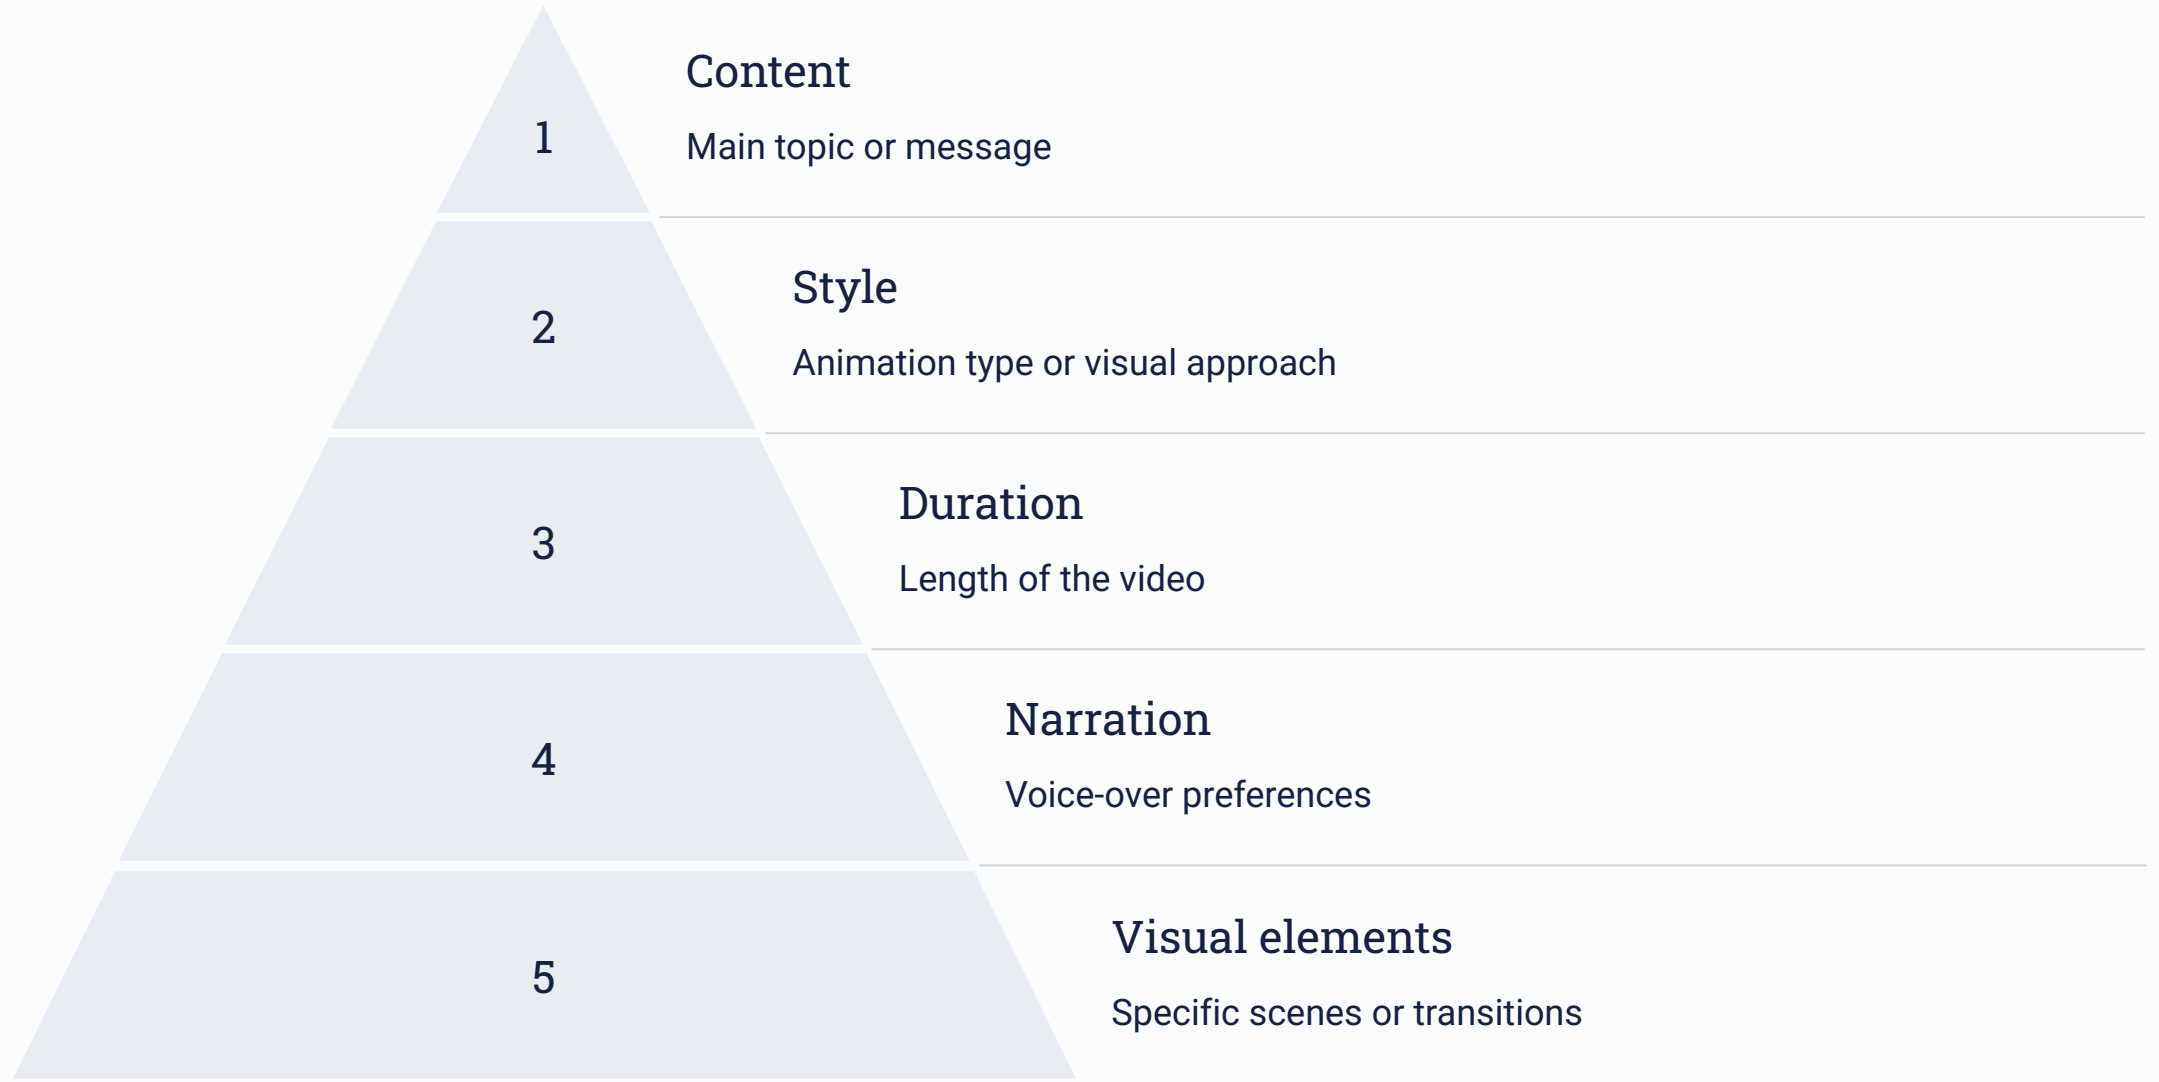 Content
1
Main topic or message
Style
2
Animation type or visual approach
Duration
3
Length of the video
Narration
4
Voice-over preferences
Visual elements
5
Specific scenes or transitions